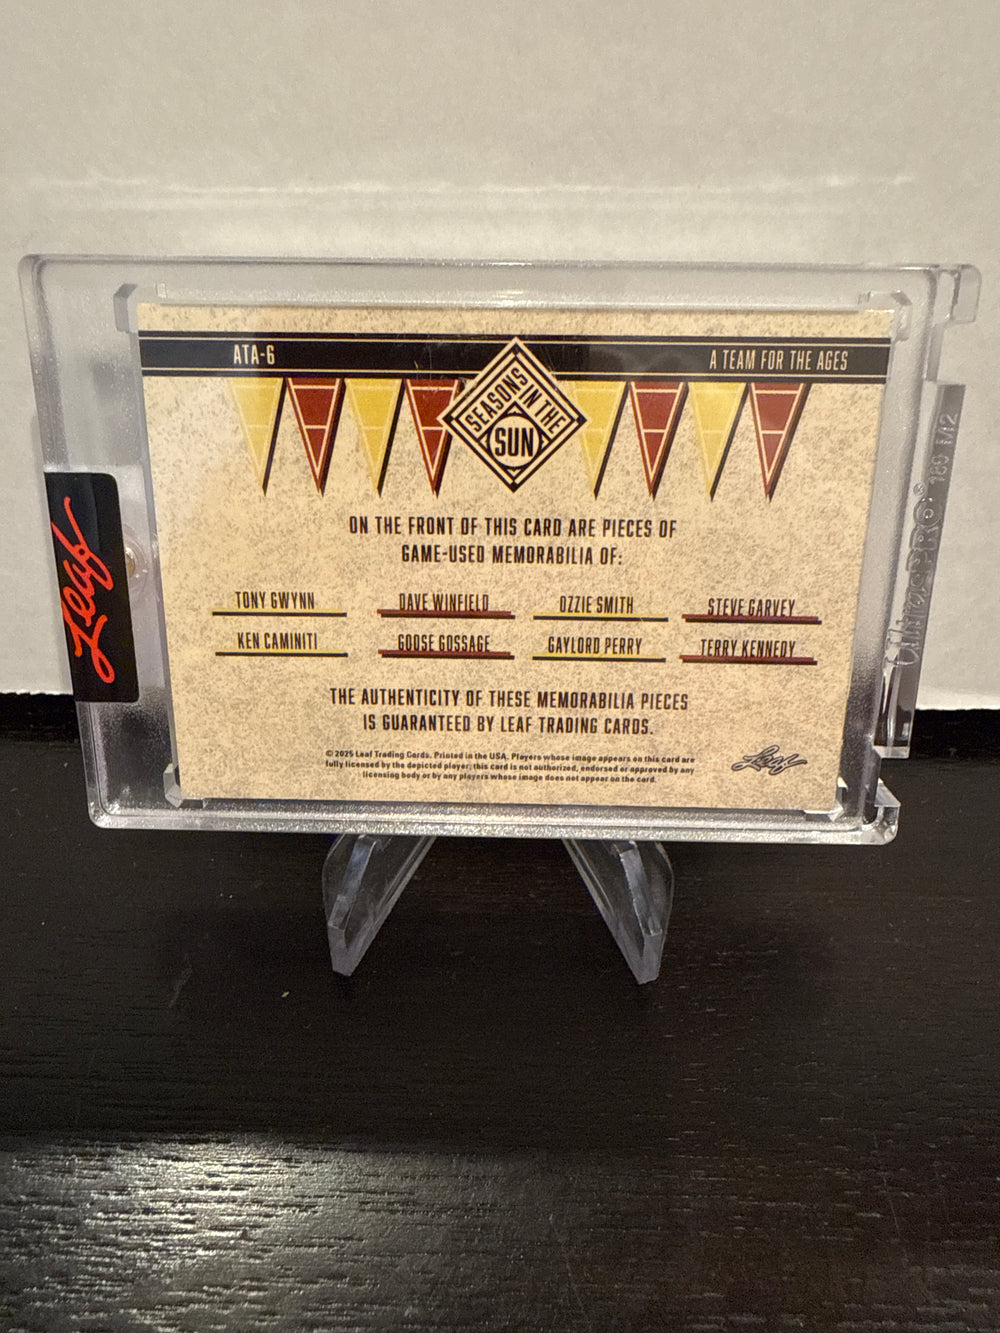 ATA-6
A TEAM FOR THE AGES
SEASONS IN THE
SUN
ON THE FRONT OF THIS CARD ARE PIECES OF
GAME-USED MEMORABILIA OF:
TONY GWYNN DAVE WINFIELD OZZIE SMITH STEVE GARVEY
KEN CAMINITI GOOSE GOSSAGE GAYLORD PERRY TERRY KENNEDY
THE AUTHENTICITY OF THESE MEMORABILIA PIECES
IS GUARANTEED BY LEAF TRADING CARDS.
© 2025 Leaf Trading Cards. Printed in the USA. Players whose image appears on this card are
fully licensed by the depicted player; this card is not authorized, endorsed or approved by any
licensing body or by any players whose image does not appear on the card.
Leaf
Leaf